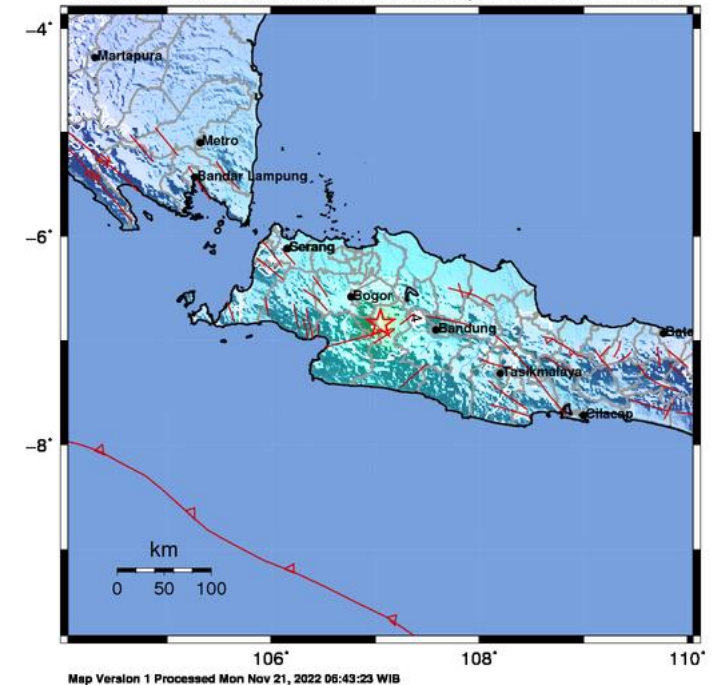 -4°
Martapura
Metro
Bandar Lampung
-6°
Serang
Bogor
4
Bandung
Tasikmalaya
Cilacap
-8°
km
0 50 100
106° 108° 110°
Map Version 1 Processed Mon Nov 21, 2022 06:43:23 WIB